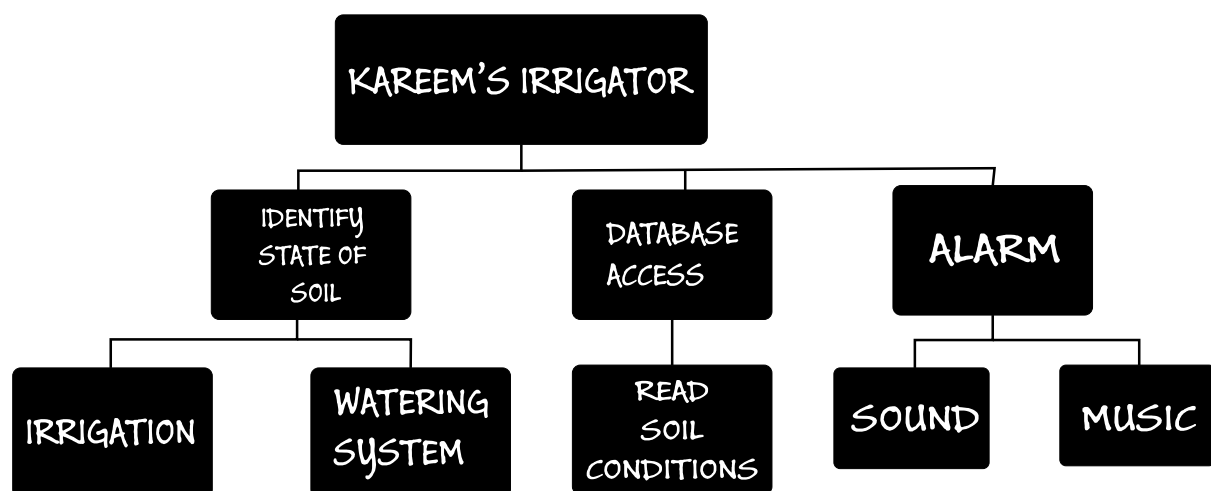 KAREEM'S IRRIGATOR
IDENTIFY
STATE OF
SOIL
DATABASE
ACCESS
ALARM
IRRIGATION
WATERING
SYSTEM
READ
SOIL
CONDITIONS
SOUND
MUSIC